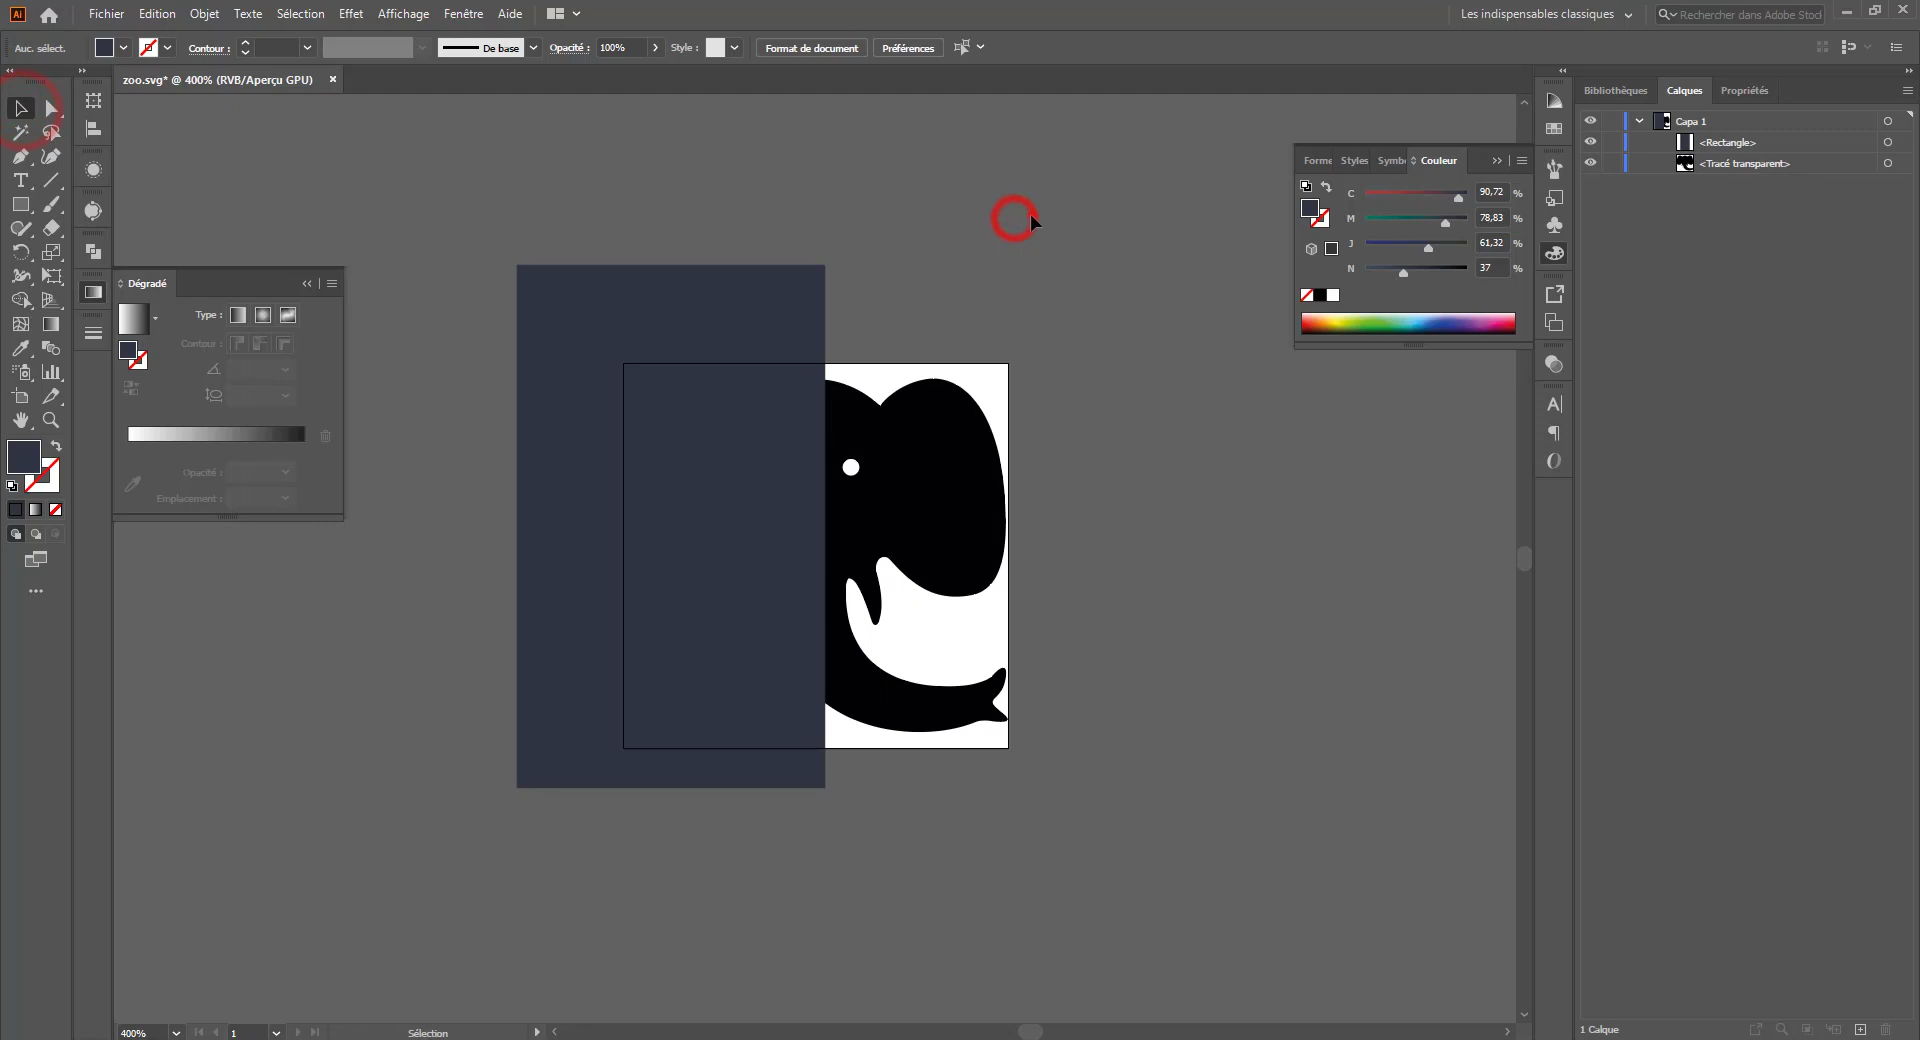 Ai Fichier Edition Objet Texte Sélection Effet Affichage Fenêtre Aide Les indispensables classiques Rechercher dans Adobe Stock
Auc. sélect. Contour : De base Opacité : 100% Style : Format de document Préférences
zoo.svg* @ 400% (RVB/Aperçu GPU) ×
Bibliothèques Calques Propriétés
Capa 1
<Rectangle>
<Tracé transparent>
Forme Styles Symb Couleur
C 90,72 %
M 78,83 %
J 61,32 %
N 37 %
Dégradé
Type :
Contour :
Opacité :
Emplacement :
400% 1 Sélection
1 Calque